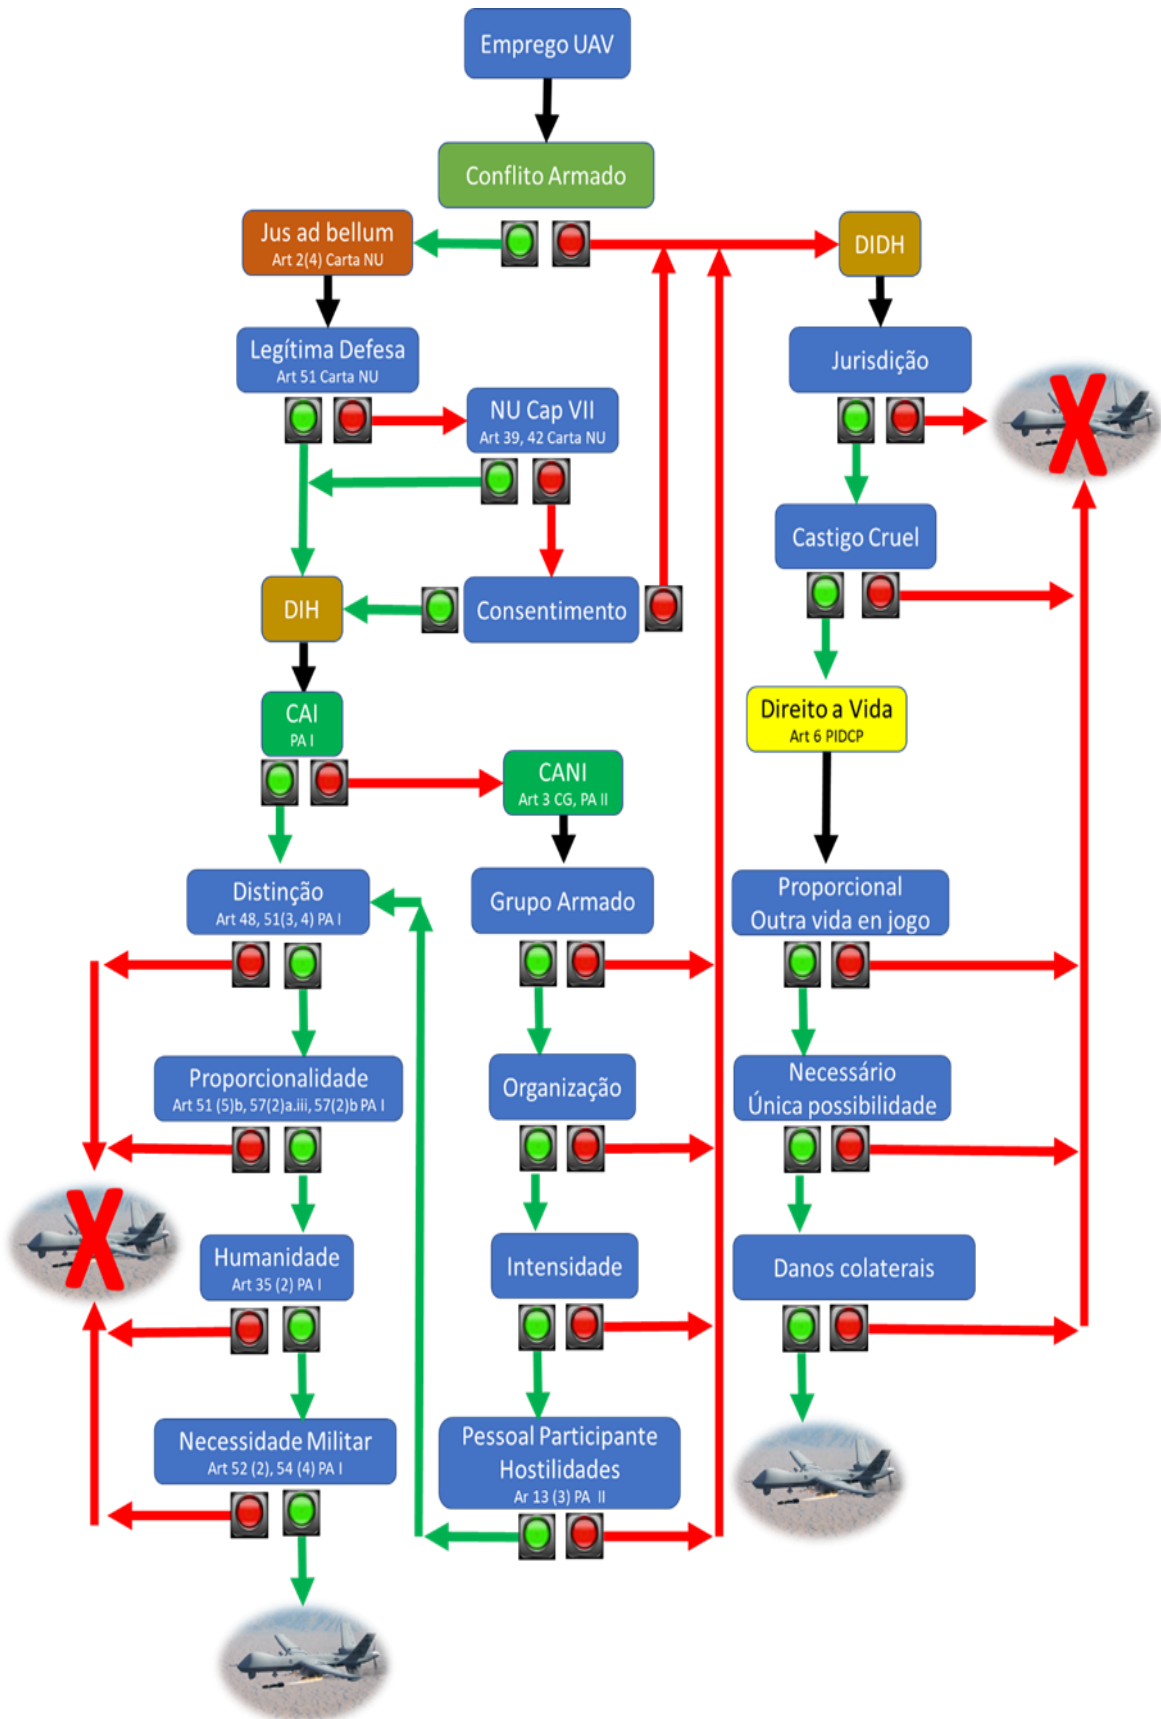 Emprego UAV
Conflito Armado
Jus ad bellum
Art 2(4) Carta NU
DIDH
Legítima Defesa
Art 51 Carta NU
Jurisdição
NU Cap VII
Art 39, 42 Carta NU
Castigo Cruel
DIH
Consentimento
CAI
PA I
Direito a Vida
Art 6 PIDCP
CANI
Art 3 CG, PA II
Distinção
Art 48, 51(3, 4) PA I
Grupo Armado
Proporcional
Outra vida en jogo
Proporcionalidade
Art 51 (5)b, 57(2)a.iii, 57(2)b PA I
Organização
Necessário
Única possibilidade
Humanidade
Art 35 (2) PA I
Intensidade
Danos colaterais
Necessidade Militar
Art 52 (2), 54 (4) PA I
Pessoal Participante
Hostilidades
Ar 13 (3) PA II